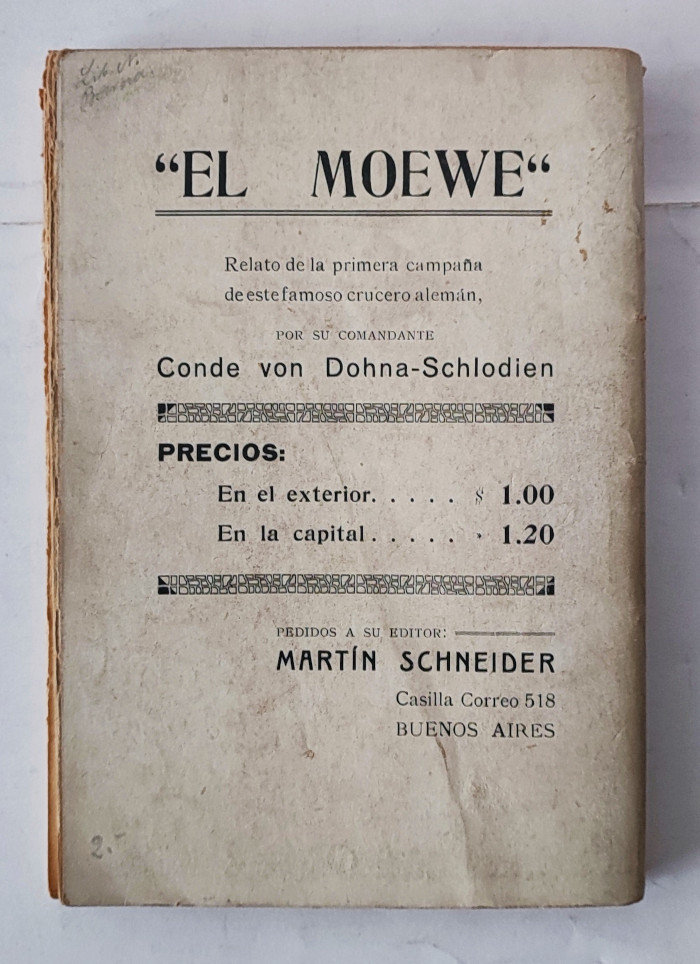 Lib. N.
"EL MOEWE"
Relato de la primera campaña
de este famoso crucero alemán,
POR SU COMANDANTE
Conde von Dohna-Schlodien
PRECIOS:
En el exterior. . . . . $ 1.00
En la capital . . . . . » 1.20
PEDIDOS A SU EDITOR:
MARTÍN SCHNEIDER
Casilla Correo 518
BUENOS AIRES
2.-